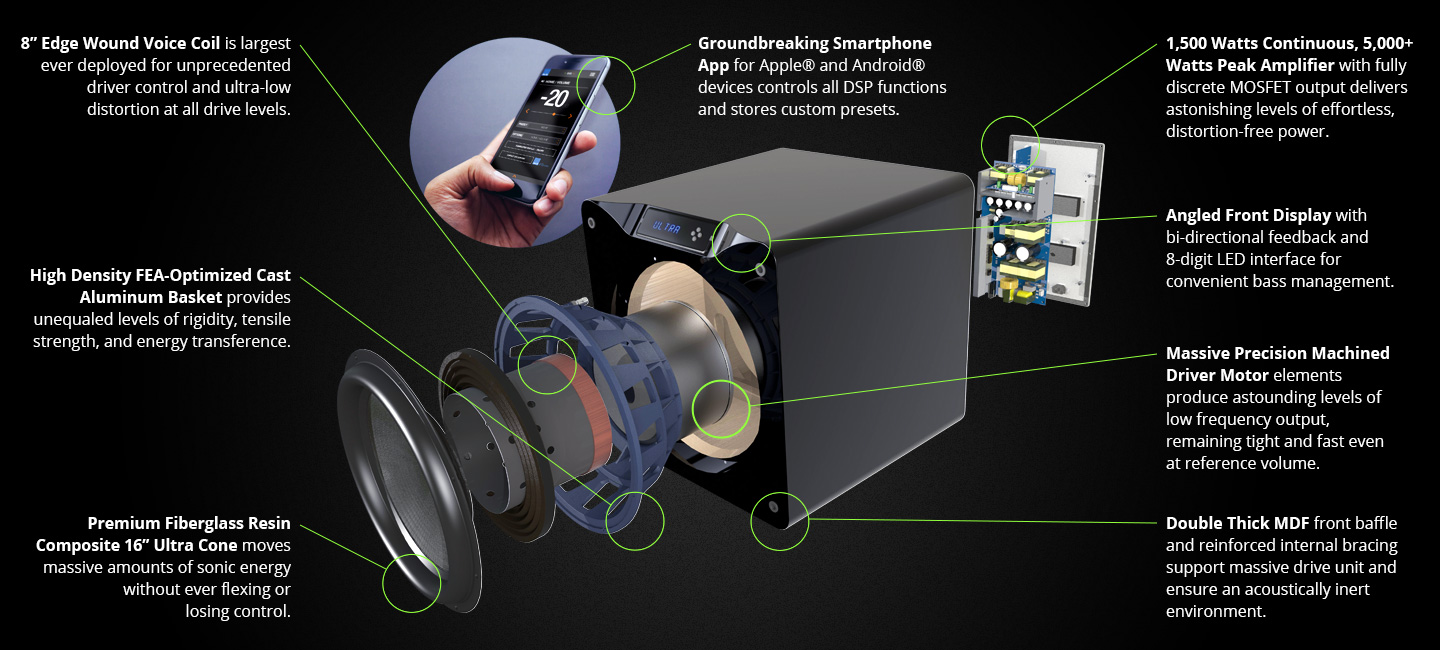 8” Edge Wound Voice Coil is largest
ever deployed for unprecedented
driver control and ultra-low
distortion at all drive levels.
Groundbreaking Smartphone
App for Apple® and Android®
devices controls all DSP functions
and stores custom presets.
1,500 Watts Continuous, 5,000+
Watts Peak Amplifier with fully
discrete MOSFET output delivers
astonishing levels of effortless,
distortion-free power.
-20
ULTRA
Angled Front Display with
bi-directional feedback and
8-digit LED interface for
convenient bass management.
High Density FEA-Optimized Cast
Aluminum Basket provides
unequaled levels of rigidity, tensile
strength, and energy transference.
Massive Precision Machined
Driver Motor elements
produce astounding levels of
low frequency output,
remaining tight and fast even
at reference volume.
Premium Fiberglass Resin
Composite 16” Ultra Cone moves
massive amounts of sonic energy
without ever flexing or
losing control.
Double Thick MDF front baffle
and reinforced internal bracing
support massive drive unit and
ensure an acoustically inert
environment.